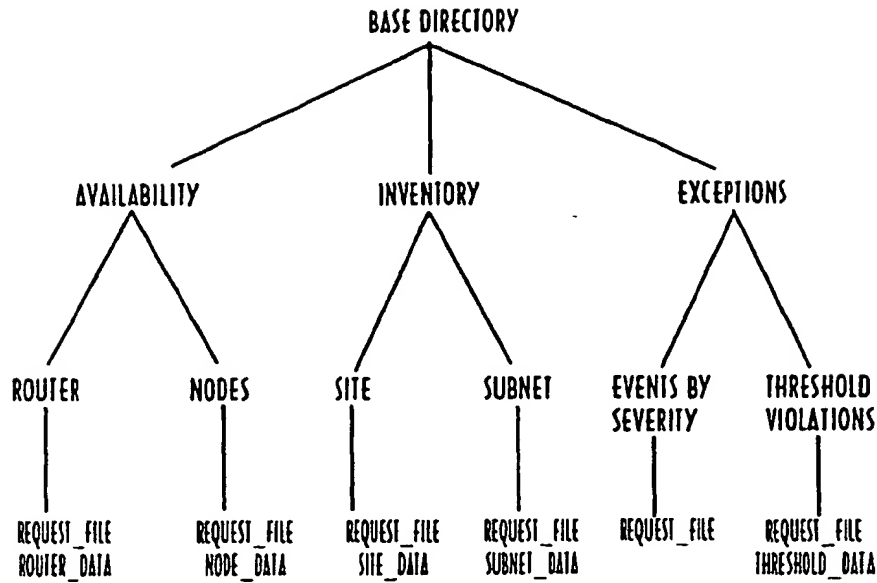 BASE DIRECTORY
AVAILABILITY
INVENTORY
EXCEPTIONS
ROUTER
NODES
SITE
SUBNET
EVENTS BY
SEVERITY
THRESHOLD
VIOLATIONS
REQUEST_FILE
ROUTER_DATA
REQUEST_FILE
NODE_DATA
REQUEST_FILE
SITE_DATA
REQUEST_FILE
SUBNET_DATA
REQUEST_FILE
REQUEST_FILE
THRESHOLD_DATA